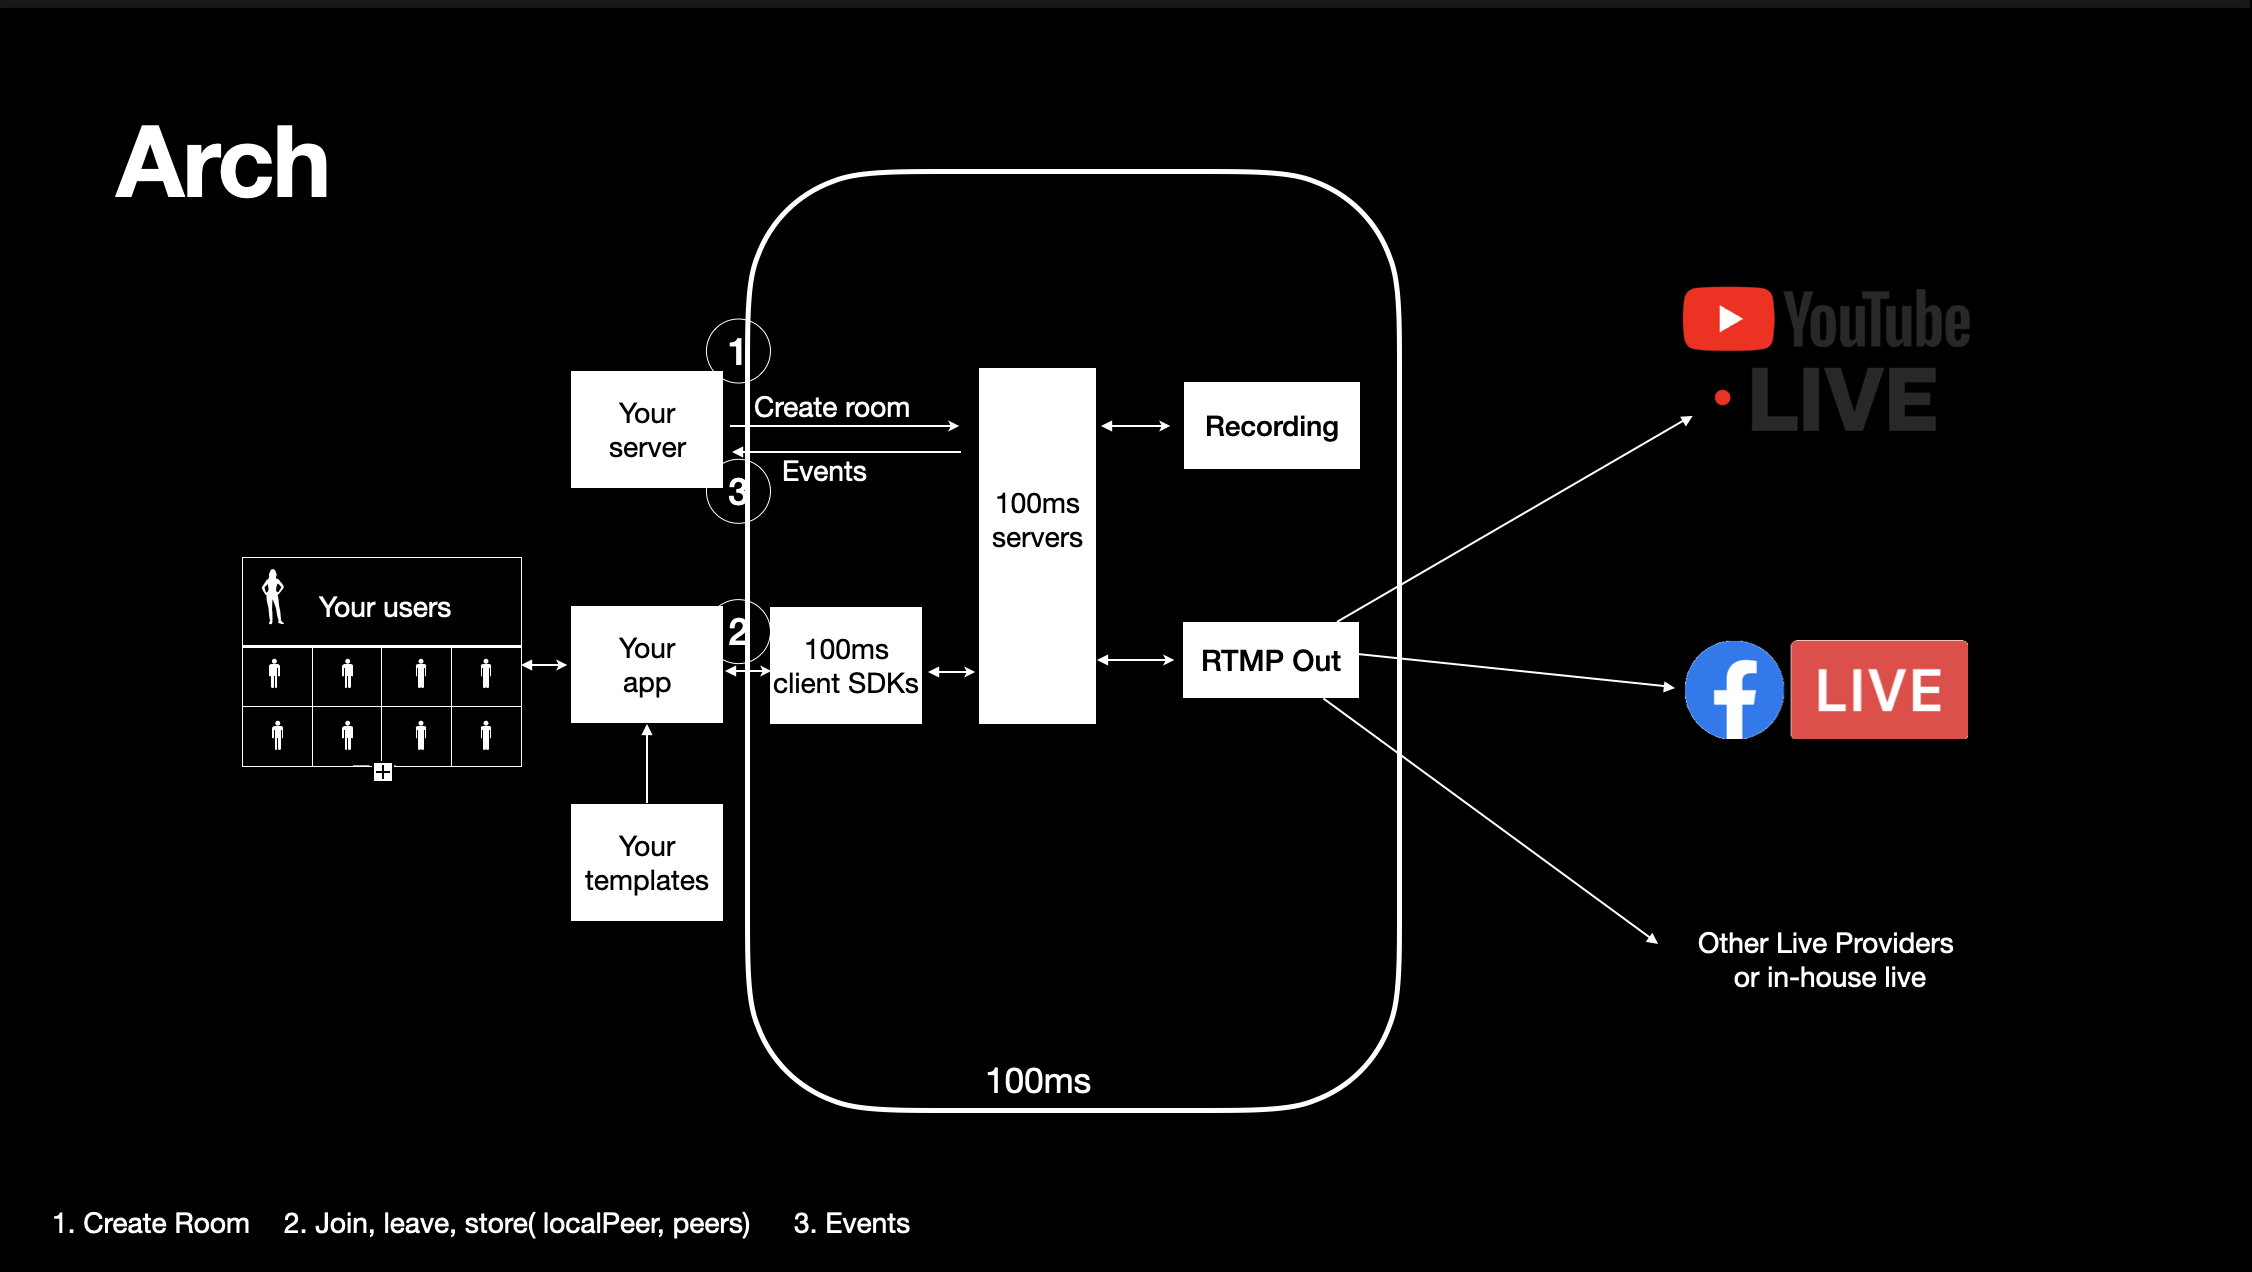 Arch
1
Your
server
Create room
Events
3
100ms
servers
Recording
YouTube
LIVE
Your users
Your
app
2
100ms
client SDKs
RTMP Out
f LIVE
Your
templates
Other Live Providers
or in-house live
100ms
1. Create Room 2. Join, leave, store( localPeer, peers) 3. Events